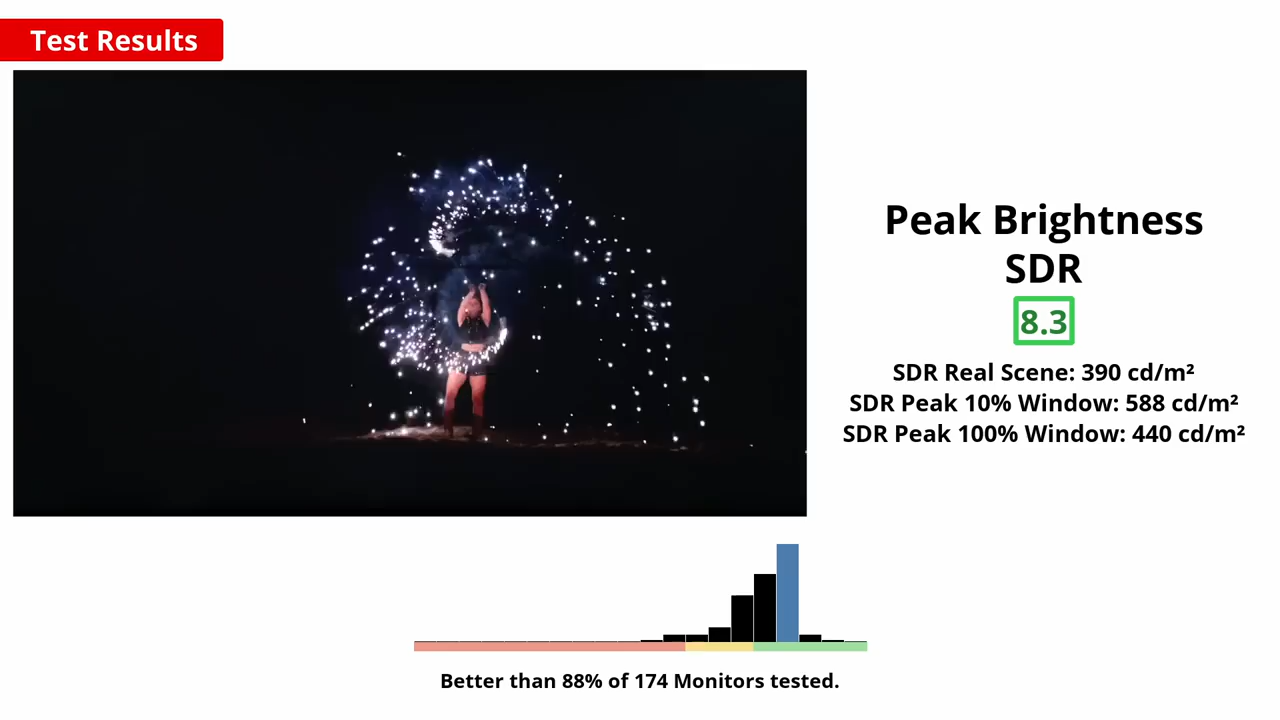 Test Results
Peak Brightness
SDR
8.3
SDR Real Scene: 390 cd/m²
SDR Peak 10% Window: 588 cd/m²
SDR Peak 100% Window: 440 cd/m²
Better than 88% of 174 Monitors tested.